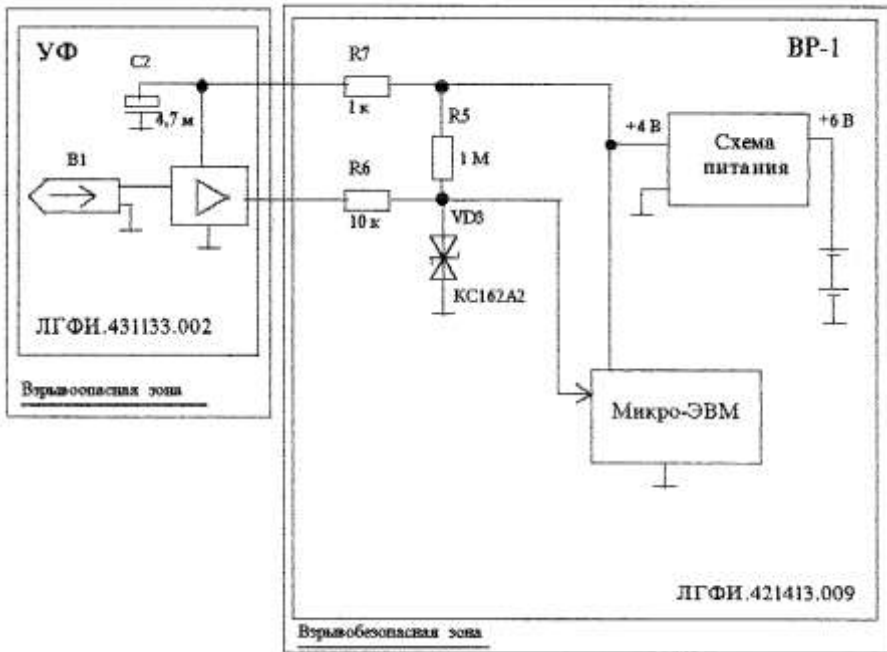 УФ
C2
4,7 м
B1
ЛГФИ.431133.002
Взрывоопасная зона
ВР-1
R7
1 к
R5
1 М
R6
10 к
VD3
КС162А2
+4 В
+6 В
Схема
питания
Микро-ЭВМ
ЛГФИ.421413.009
Взрывобезопасная зона